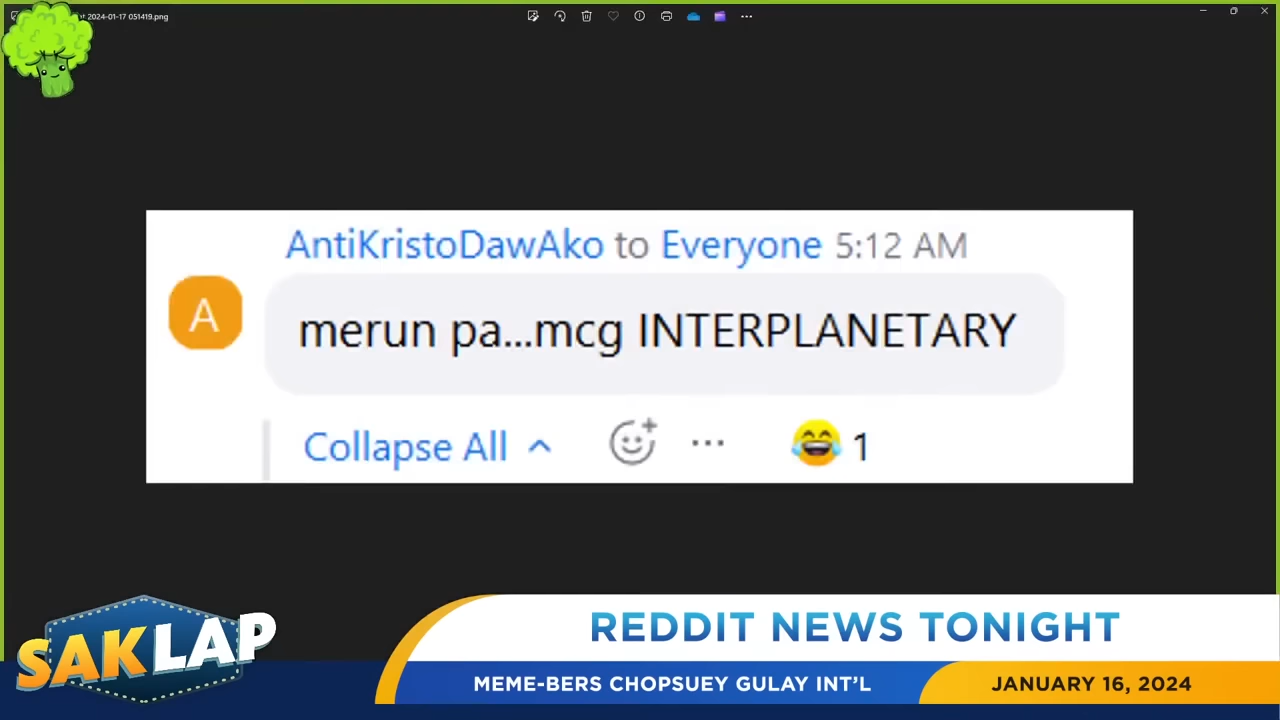 t 2024-01-17 051419.png
AntiKristoDawAko to Everyone 5:12 AM
A
merun pa...mcg INTERPLANETARY
Collapse All
1
SAKLAP
REDDIT NEWS TONIGHT
MEME-BERS CHOPSUEY GULAY INT'L
JANUARY 16, 2024